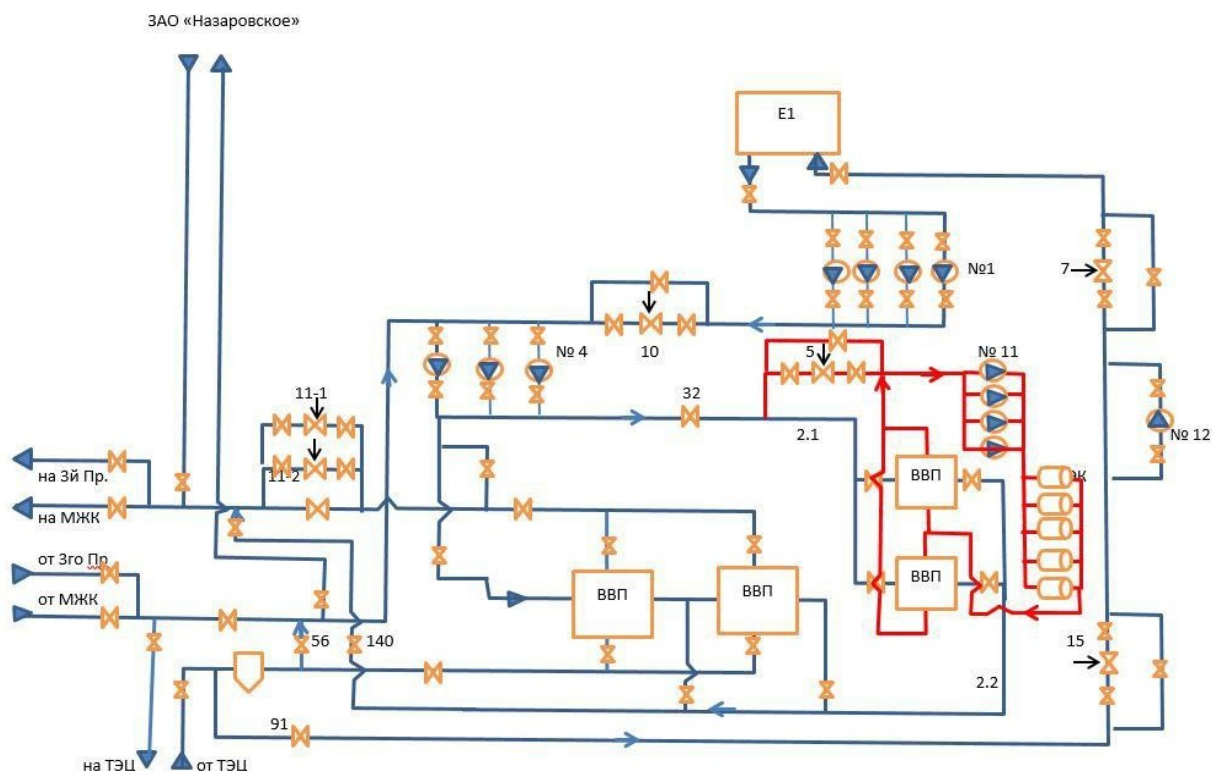 ЗАО «Назаровское»
Е1
№1
7
5
№ 11
№ 4
10
32
2.1
11-1
11-2
№ 12
на 3й Пр.
на МЖК
ВВП
от 3го Пр
от МЖК
ВВП
ВВП
ВВП
56
140
15
2.2
91
на ТЭЦ
от ТЭЦ